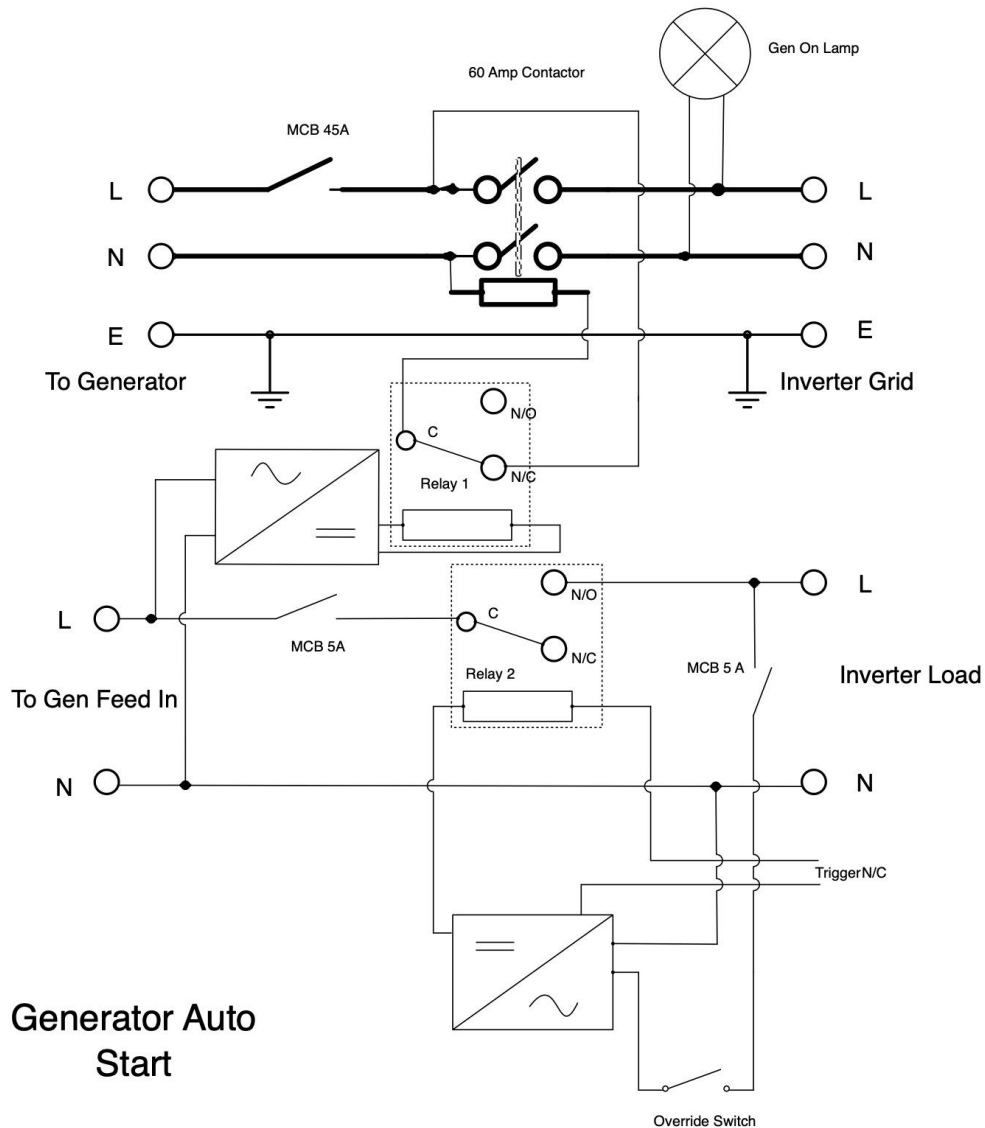 Gen On Lamp
60 Amp Contactor
MCB 45A
L
L
N
N
E
E
To Generator
Inverter Grid
N/O
C
N/C
Relay 1
N/O
L
L
C
MCB 5A
N/C
MCB 5 A
Relay 2
Inverter Load
To Gen Feed In
N
N
Trigger N/C
Generator Auto
Start
Override Switch